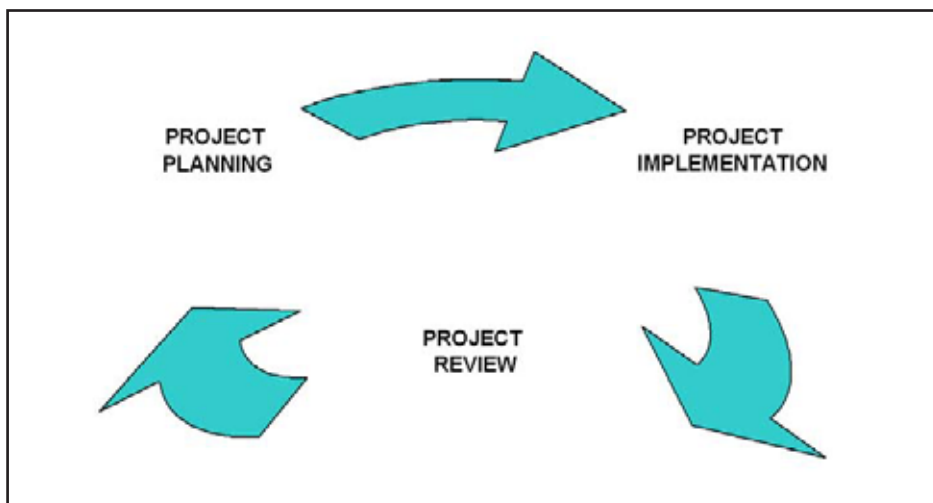 PROJECT
PLANNING
PROJECT
IMPLEMENTATION
PROJECT
REVIEW